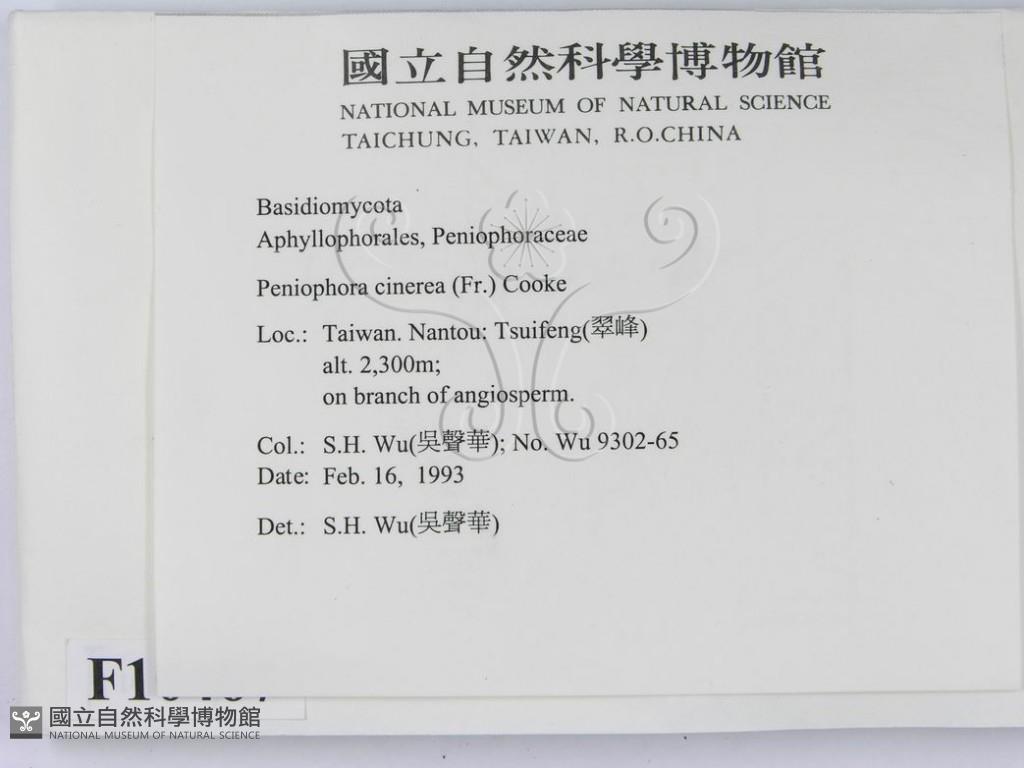 國立自然科學博物館
NATIONAL MUSEUM OF NATURAL SCIENCE
TAICHUNG, TAIWAN, R.O.CHINA
Basidiomycota
Aphyllophorales, Peniophoraceae
Peniophora cinerea (Fr.) Cooke
Loc.: Taiwan. Nantou: Tsuifeng(翠峰)
alt. 2,300m;
on branch of angiosperm.
Col.: S.H. Wu(吳聲華); No. Wu 9302-65
Date: Feb. 16, 1993
Det.: S.H. Wu(吳聲華)
國立自然科學博物館
NATIONAL MUSEUM OF NATURAL SCIENCE